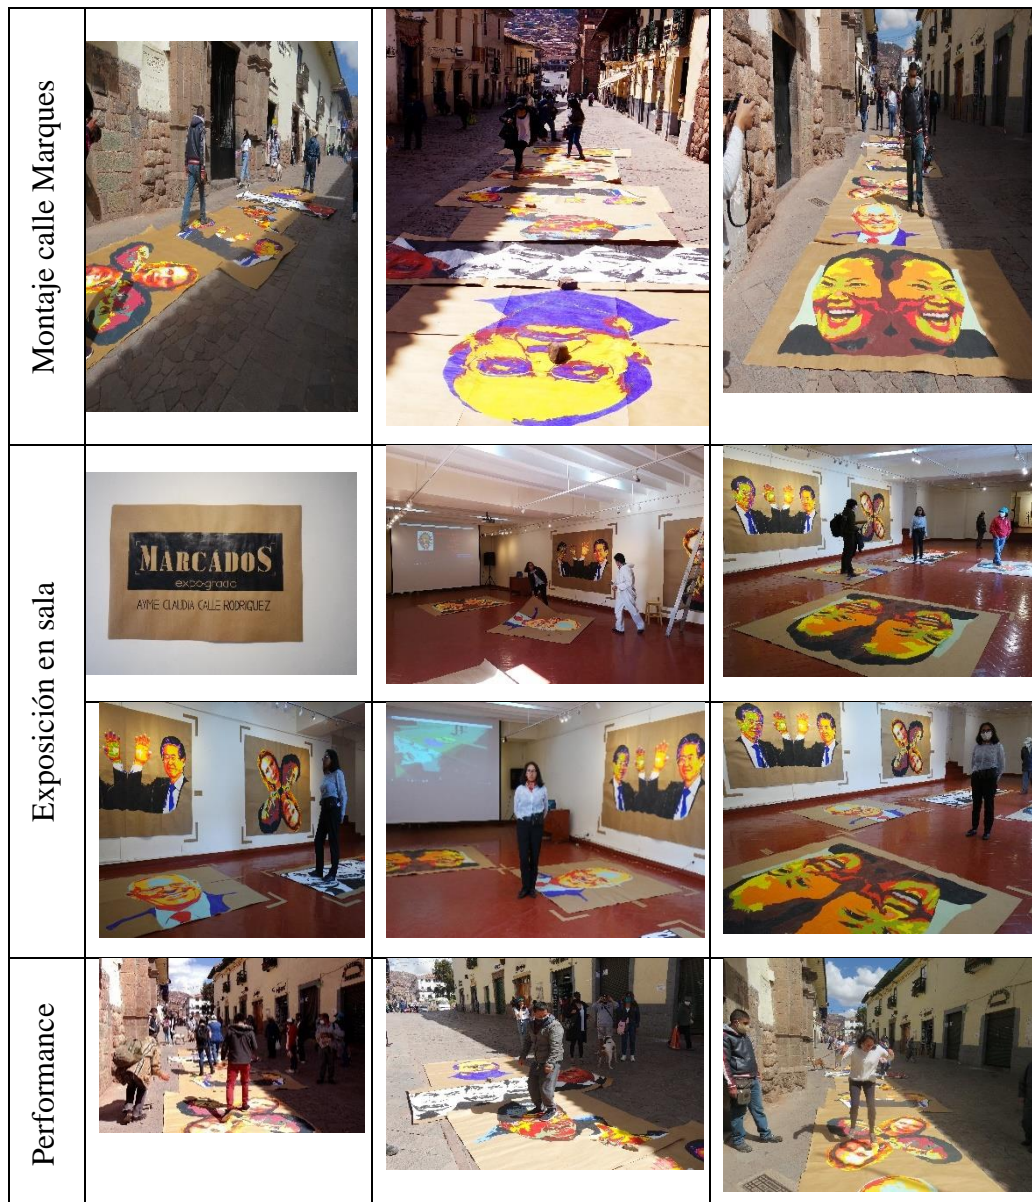 Montaje calle Marques
Exposición en sala
MARCADOS
expo-grado
AYME CLAUDIA CALLE RODRIGUEZ
Performance